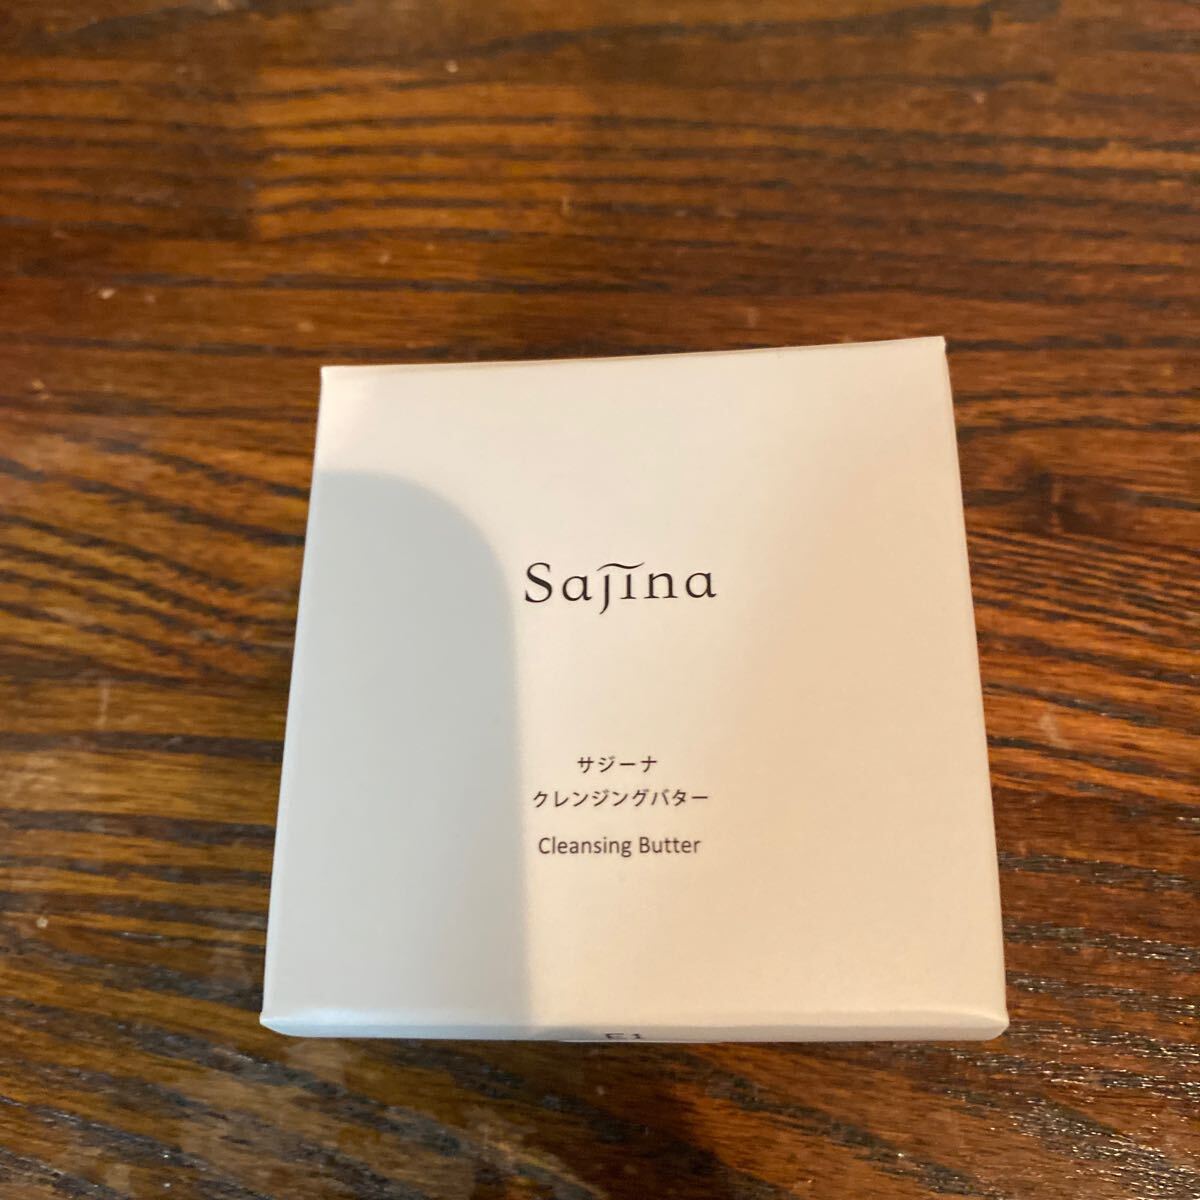 Sajina
サジーナ
クレンジングバター
Cleansing Butter